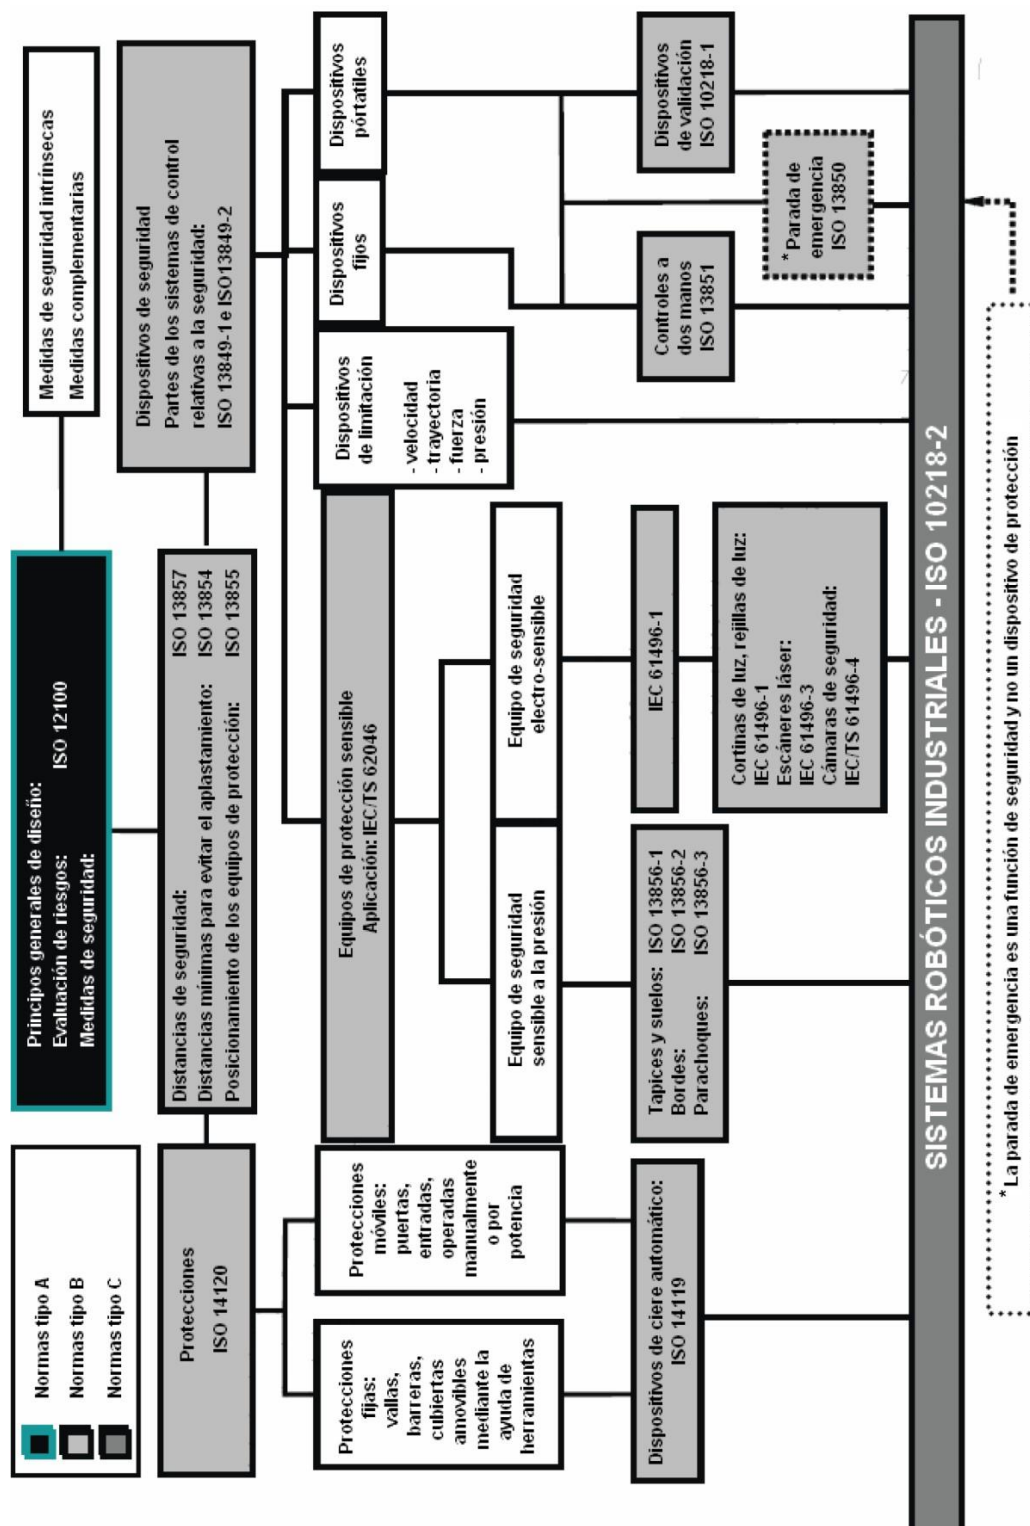 Normas tipo A
Normas tipo B
Normas tipo C
Principos generales de diseño:
Evaluación de riesgos: ISO 12100
Medidas de seguridad:
Medidas de seguridad intrínsecas
Medidas complementarias
Protecciones
ISO 14120
Distancias de seguridad: ISO 13857
Distancias mínimas para evitar el aplastamiento: ISO 13854
Posicionamiento de los equipos de protección: ISO 13855
Dispositivos de seguridad
Partes de los sistemas de control
relativas a la seguridad:
ISO 13849-1 e ISO13849-2
Protecciones
fijas:
vallas,
barreras,
cubiertas
amovibles
mediante la
ayuda de
herramientas
Protecciones
móviles:
puertas,
entradas,
operadas
manualmente
o por
potencia
Equipos de protección sensible
Aplicación: IEC/TS 62046
Dispositivos
de limitación
- velocidad
- trayectoria
- fuerza
- presión
Dispositivos
fijos
Dispositivos
pórtatiles
Equipo de seguridad
sensible a la presión
Equipo de seguridad
electro-sensible
Dispositivos de ciere automático:
ISO 14119
Tapices y suelos: ISO 13856-1
Bordes: ISO 13856-2
Parachoques: ISO 13856-3
IEC 61496-1
Cortinas de luz, rejillas de luz:
IEC 61496-1
Escáneres láser:
IEC 61496-3
Cámaras de seguridad:
IEC/TS 61496-4
Controles a
dos manos
ISO 13851
Dispositivos
de validación
ISO 10218-1
* Parada de
emergencia
ISO 13850
SISTEMAS ROBÓTICOS INDUSTRIALES - ISO 10218-2
* La parada de emergencia es una función de seguridad y no un dispositivo de protección